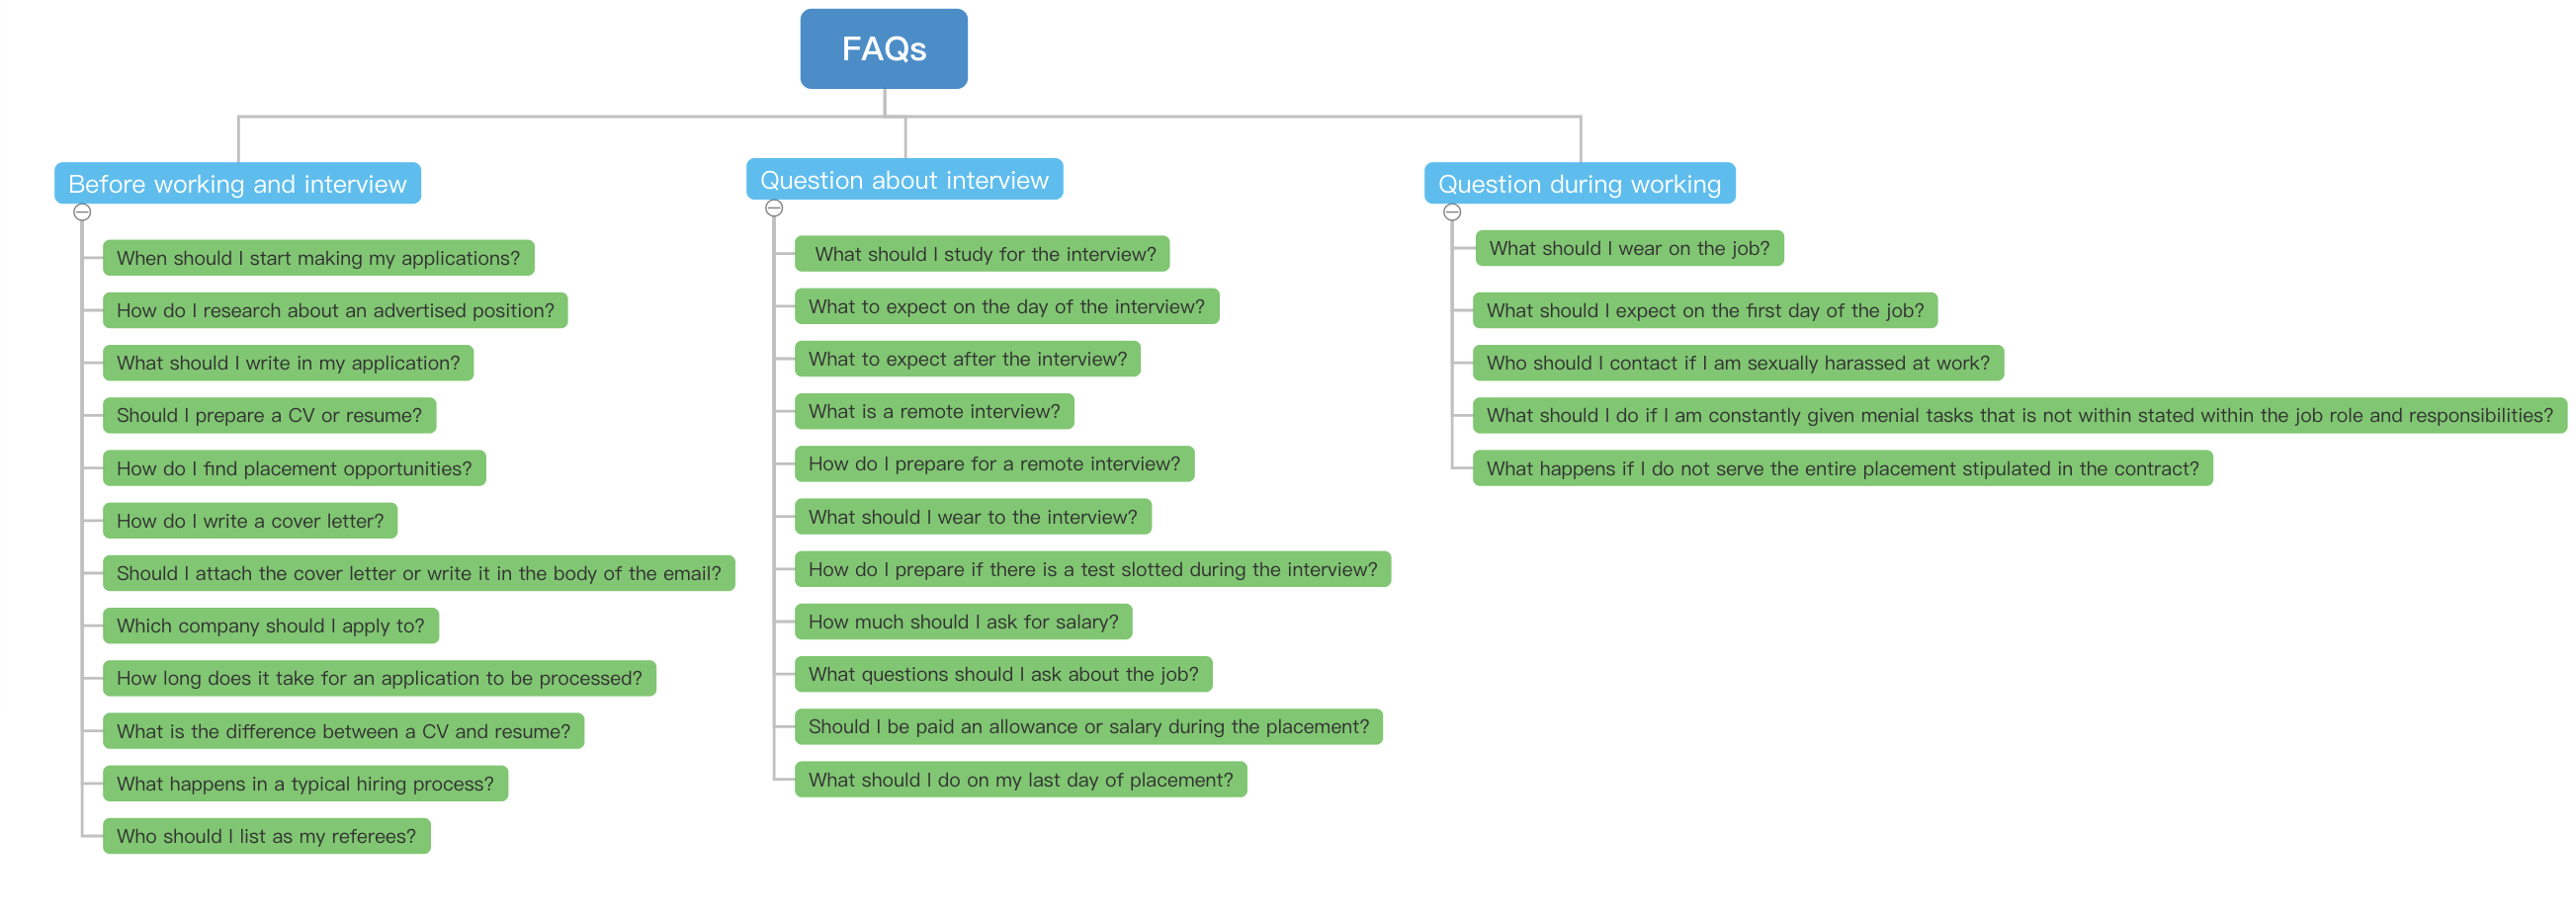 FAQs
Before working and interview
When should I start making my applications?
How do I research about an advertised position?
What should I write in my application?
Should I prepare a CV or resume?
How do I find placement opportunities?
How do I write a cover letter?
Should I attach the cover letter or write it in the body of the email?
Which company should I apply to?
How long does it take for an application to be processed?
What is the difference between a CV and resume?
What happens in a typical hiring process?
Who should I list as my referees?
Question about interview
What should I study for the interview?
What to expect on the day of the interview?
What to expect after the interview?
What is a remote interview?
How do I prepare for a remote interview?
What should I wear to the interview?
How do I prepare if there is a test slotted during the interview?
How much should I ask for salary?
What questions should I ask about the job?
Should I be paid an allowance or salary during the placement?
What should I do on my last day of placement?
Question during working
What should I wear on the job?
What should I expect on the first day of the job?
Who should I contact if I am sexually harassed at work?
What should I do if I am constantly given menial tasks that is not within stated within the job role and responsibilities?
What happens if I do not serve the entire placement stipulated in the contract?